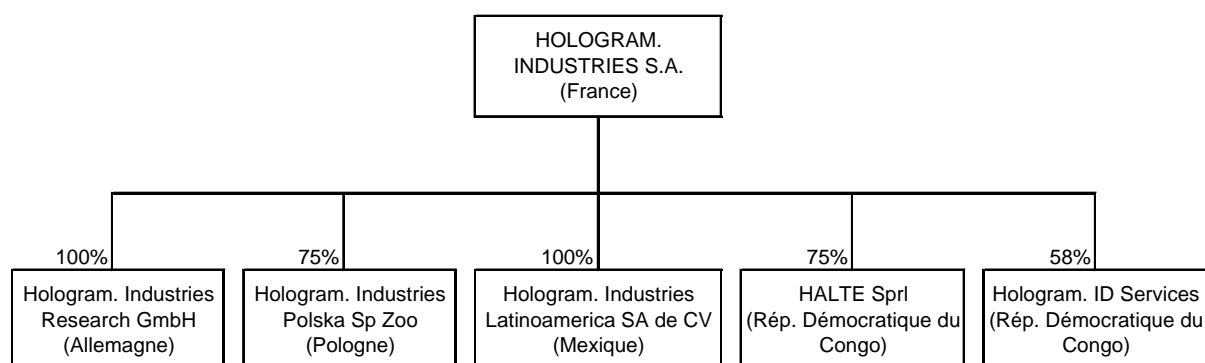 HOLOGRAM.
INDUSTRIES S.A.
(France)
100%
75%
100%
75%
58%
Hologram. Industries
Research GmbH
(Allemagne)
Hologram. Industries
Polska Sp Zoo
(Pologne)
Hologram. Industries
Latinoamerica SA de CV
(Mexique)
HALTE Sprl
(Rép. Démocratique du
Congo)
Hologram. ID Services
(Rép. Démocratique du
Congo)